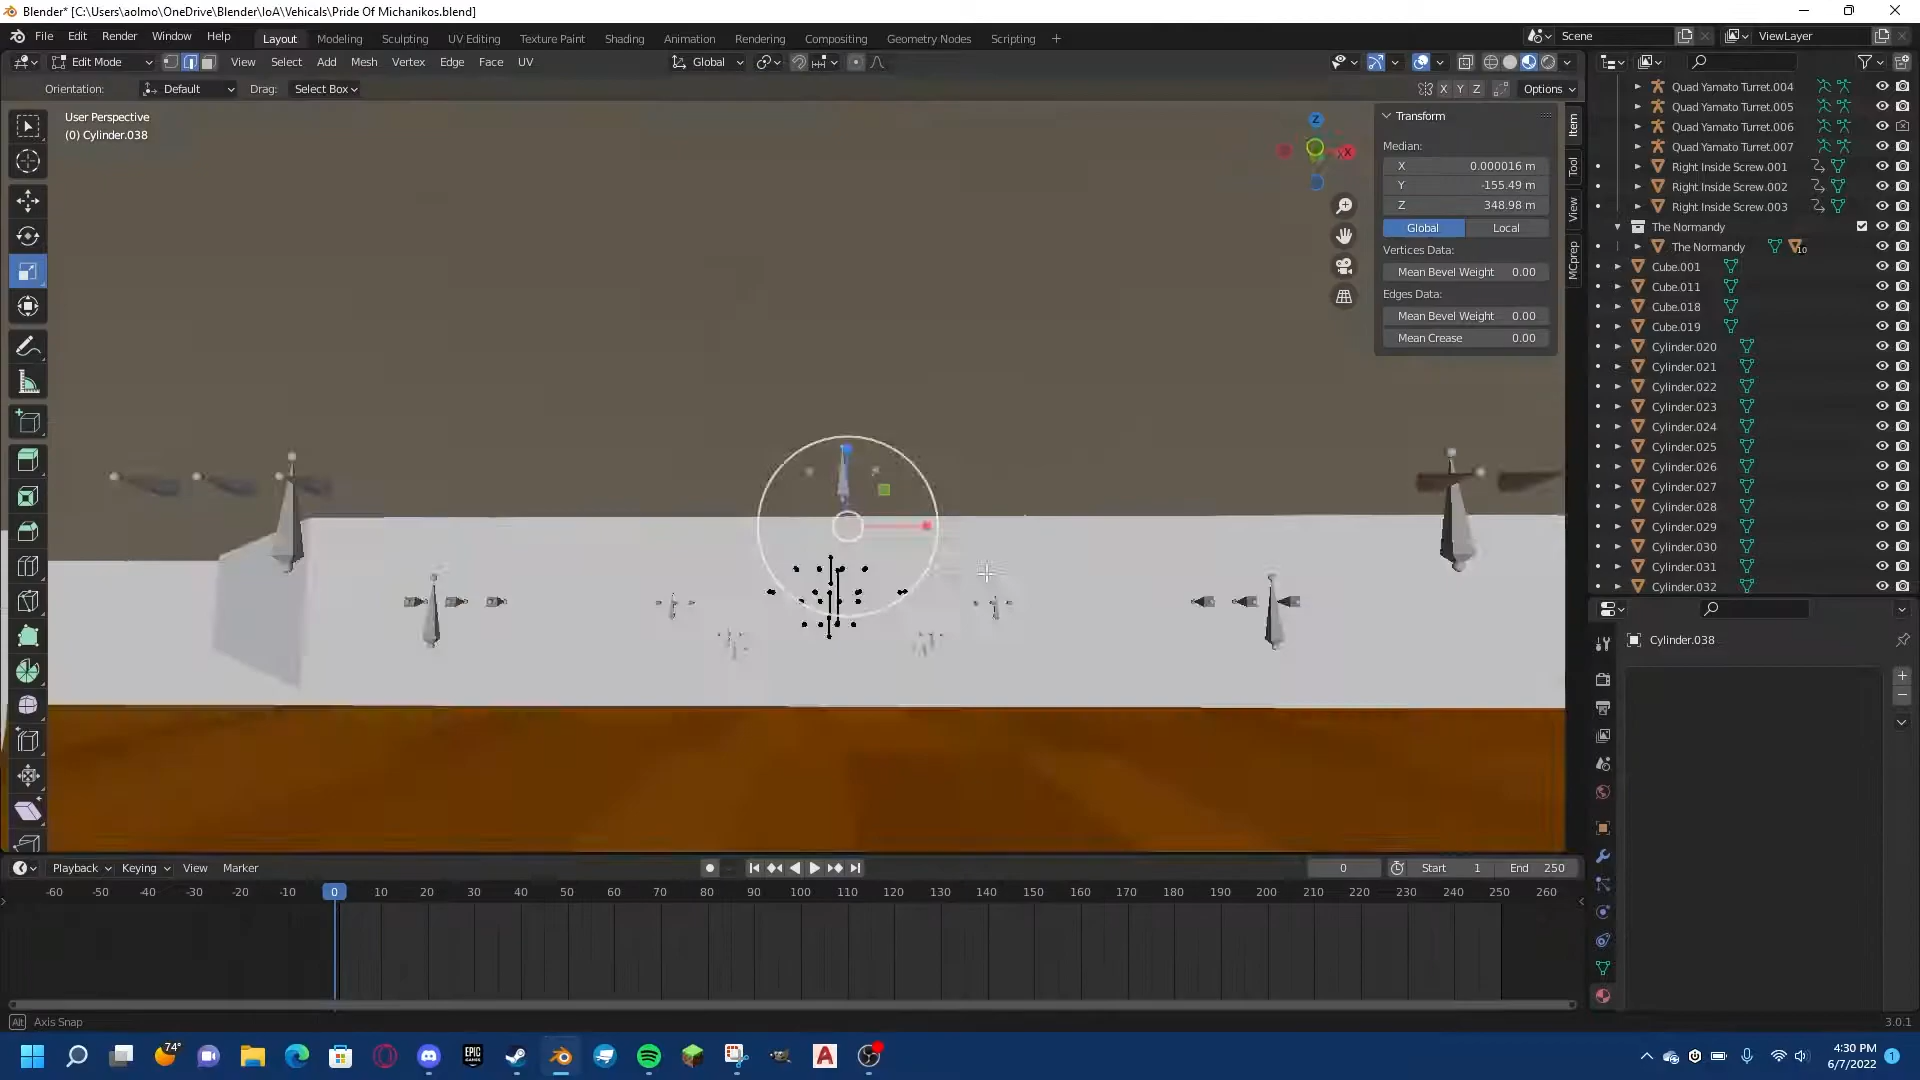 Blender* [C:\Users\aolmo\OneDrive\Blender\IoA\Vehicals\Pride Of Michanikos.blend]
File Edit Render Window Help Layout Modeling Sculpting UV Editing Texture Paint Shading Animation Rendering Compositing Geometry Nodes Scripting + Scene ViewLayer
Edit Mode View Select Add Mesh Vertex Edge Face UV Global
Orientation: Default Drag: Select Box X Y Z Options
User Perspective
(0) Cylinder.038
Z
X
Transform
Median:
X 0.000016 m
Y -155.49 m
Z 348.98 m
Global Local
Vertices Data:
Mean Bevel Weight 0.00
Edges Data:
Mean Bevel Weight 0.00
Mean Crease 0.00
Item
Tool
View
MCprep
Quad Yamato Turret.004
Quad Yamato Turret.005
Quad Yamato Turret.006
Quad Yamato Turret.007
Right Inside Screw.001
Right Inside Screw.002
Right Inside Screw.003
The Normandy
The Normandy 10
Cube.001
Cube.011
Cube.018
Cube.019
Cylinder.020
Cylinder.021
Cylinder.022
Cylinder.023
Cylinder.024
Cylinder.025
Cylinder.026
Cylinder.027
Cylinder.028
Cylinder.029
Cylinder.030
Cylinder.031
Cylinder.032
Cylinder.038
Playback Keying View Marker 0 Start 1 End 250
-60 -50 -40 -30 -20 -10 0 10 20 30 40 50 60 70 80 90 100 110 120 130 140 150 160 170 180 190 200 210 220 230 240 250 260
Alt Axis Snap 3.0.1
74°
EPIC GAMES
A
4:30 PM
6/7/2022
1